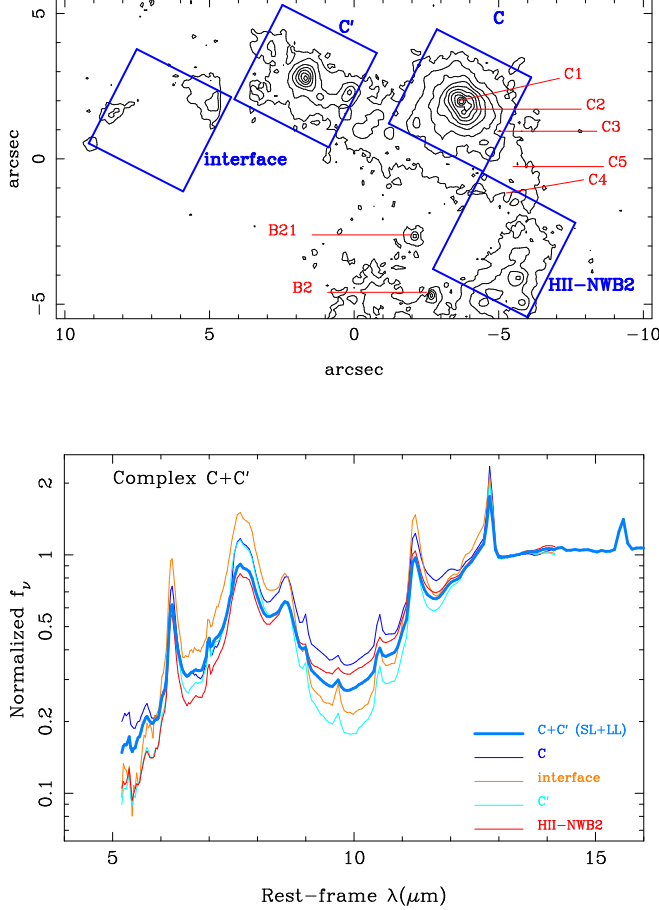 5
C′
C
C1
C2
C3
C5
C4
interface
arcsec
0
B21
B2
HII−NWB2
−5
10
5
0
−5
−10
arcsec
Complex C+C′
2
1
0.5
0.2
0.1
Normalized fν
C+C′ (SL+LL)
C
interface
C′
HII−NWB2
5
10
15
Rest−frame λ(μm)